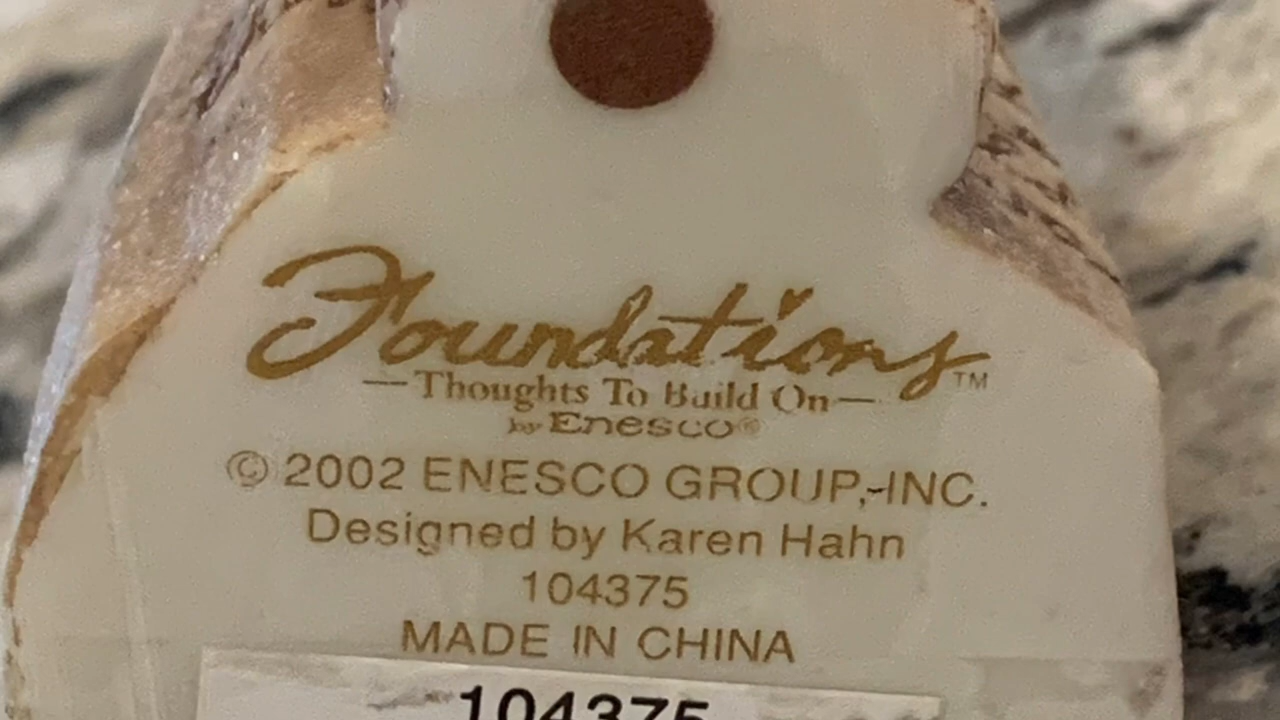 Foundations™
—Thoughts To Build On—
by Enesco®
© 2002 ENESCO GROUP, INC.
Designed by Karen Hahn
104375
MADE IN CHINA
104375